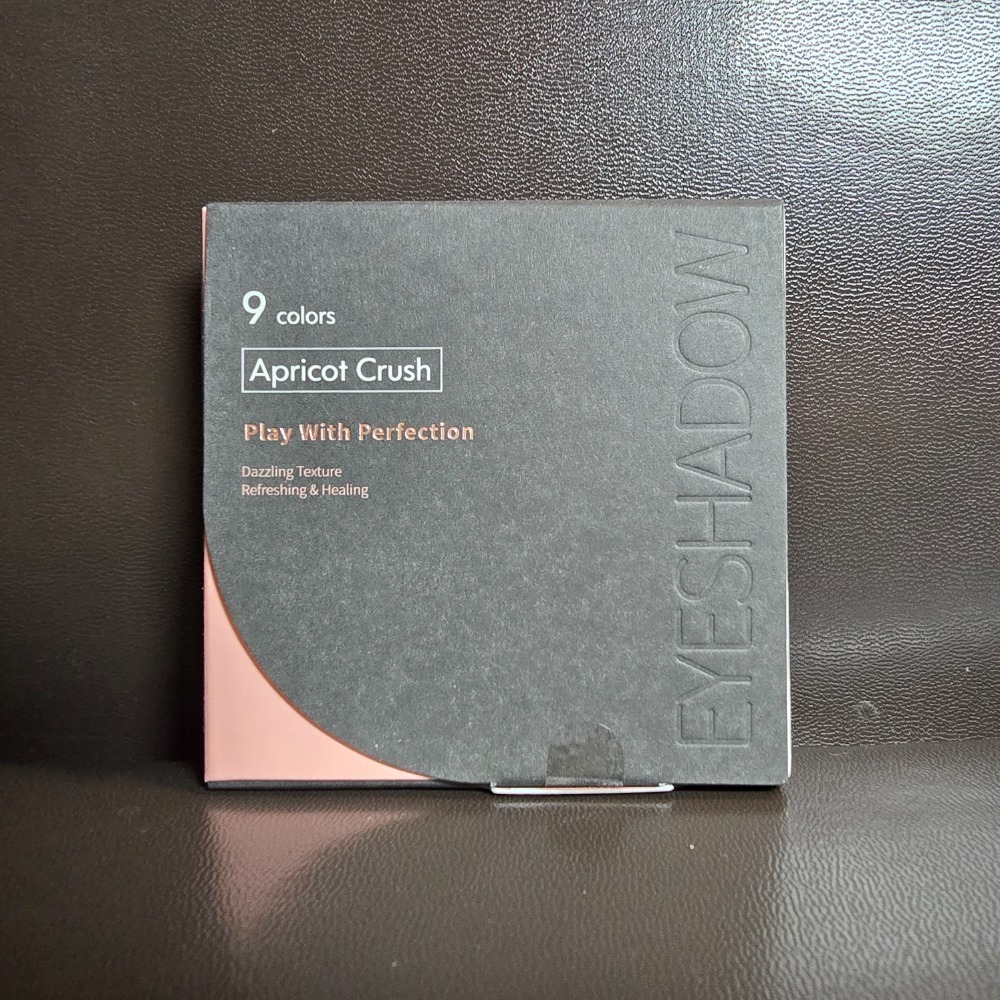 9 colors
Apricot Crush
Play With Perfection
Dazzling Texture
Refreshing & Healing
EYESHADOW